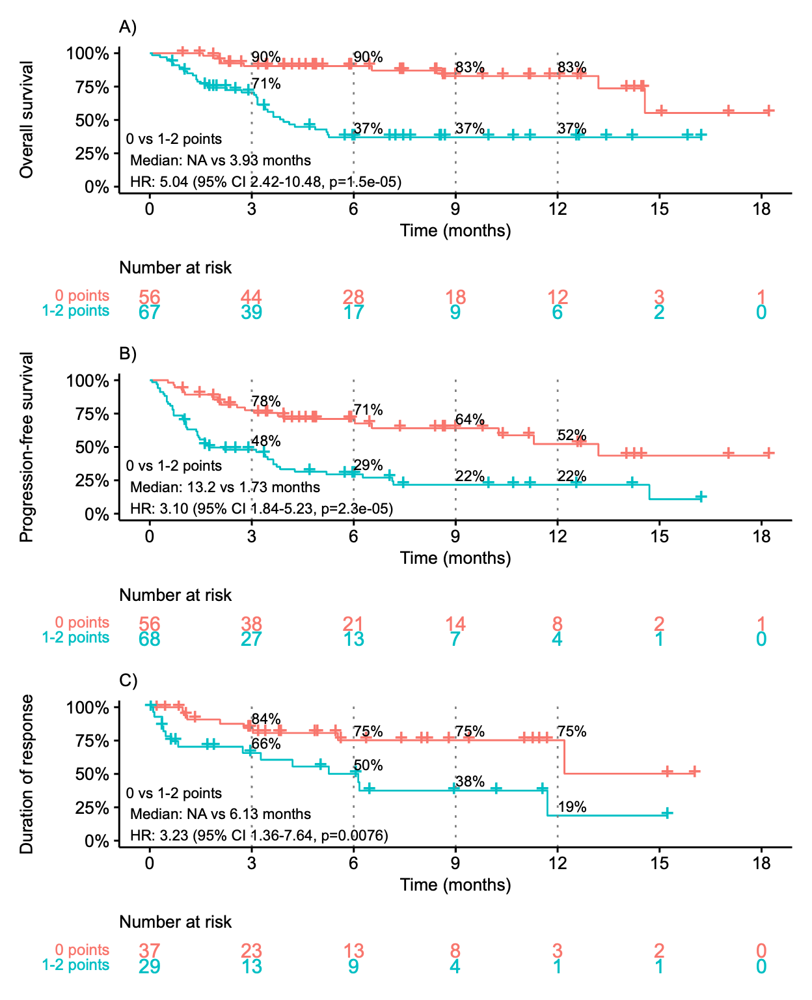 A)
Overall survival
100%
75%
50%
25%
0%
90%
90%
83%
83%
71%
37%
37%
37%
0 vs 1-2 points
Median: NA vs 3.93 months
HR: 5.04 (95% CI 2.42-10.48, p=1.5e-05)
0 3 6 9 12 15 18
Time (months)
Number at risk
0 points 56 44 28 18 12 3 1
1-2 points 67 39 17 9 6 2 0
B)
Progression-free survival
100%
75%
50%
25%
0%
78%
71%
64%
52%
48%
29%
22%
22%
0 vs 1-2 points
Median: 13.2 vs 1.73 months
HR: 3.10 (95% CI 1.84-5.23, p=2.3e-05)
0 3 6 9 12 15 18
Time (months)
Number at risk
0 points 56 38 21 14 8 2 1
1-2 points 68 27 13 7 4 1 0
C)
Duration of response
100%
75%
50%
25%
0%
84%
75%
75%
75%
66%
50%
38%
19%
0 vs 1-2 points
Median: NA vs 6.13 months
HR: 3.23 (95% CI 1.36-7.64, p=0.0076)
0 3 6 9 12 15 18
Time (months)
Number at risk
0 points 37 23 13 8 3 2 0
1-2 points 29 13 9 4 1 1 0